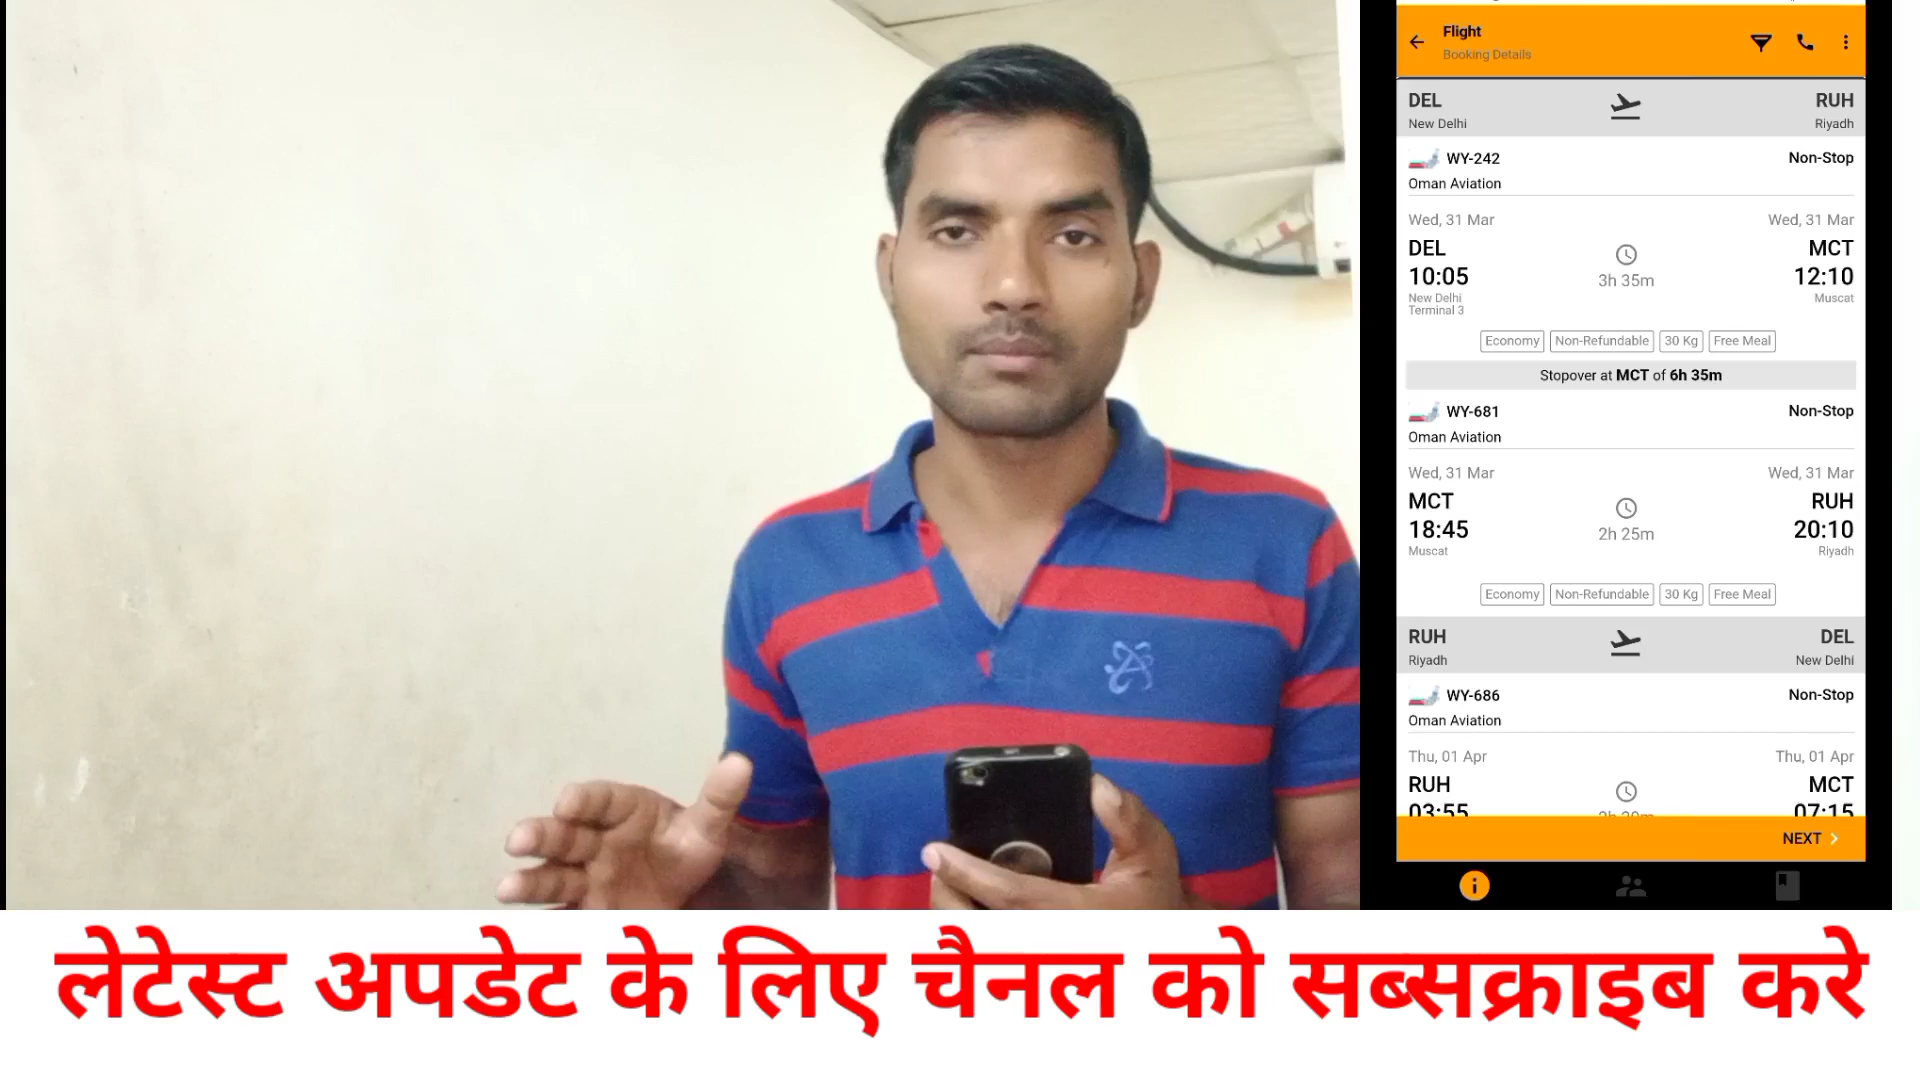 Flight
Booking Details
DEL RUH
New Delhi Riyadh
WY-242 Non-Stop
Oman Aviation
Wed, 31 Mar Wed, 31 Mar
DEL MCT
10:05 3h 35m 12:10
New Delhi Muscat
Terminal 3
Economy Non-Refundable 30 Kg Free Meal
Stopover at MCT of 6h 35m
WY-681 Non-Stop
Oman Aviation
Wed, 31 Mar Wed, 31 Mar
MCT RUH
18:45 2h 25m 20:10
Muscat Riyadh
Economy Non-Refundable 30 Kg Free Meal
RUH DEL
Riyadh New Delhi
WY-686 Non-Stop
Oman Aviation
Thu, 01 Apr Thu, 01 Apr
RUH MCT
03:55 07:15
NEXT
लेटेस्ट अपडेट के लिए चैनल को सब्सक्राइब करे